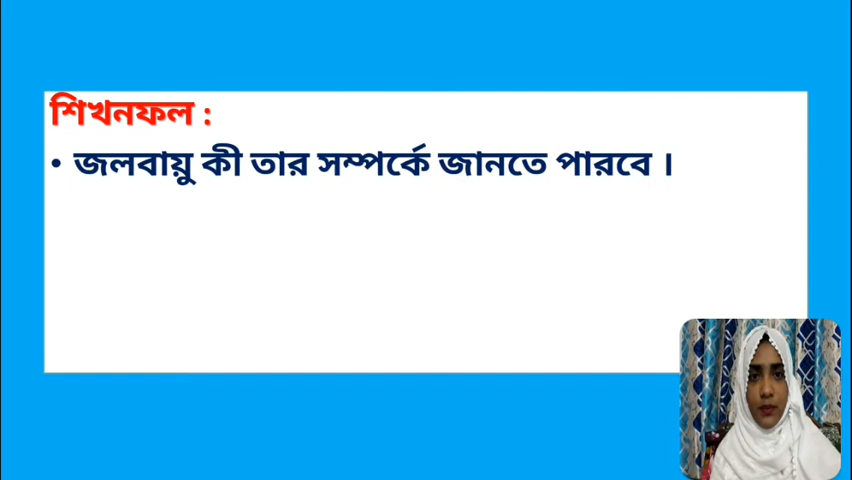 শিখনফল :
• জলবায়ু কী তার সম্পর্কে জানতে পারবে ।